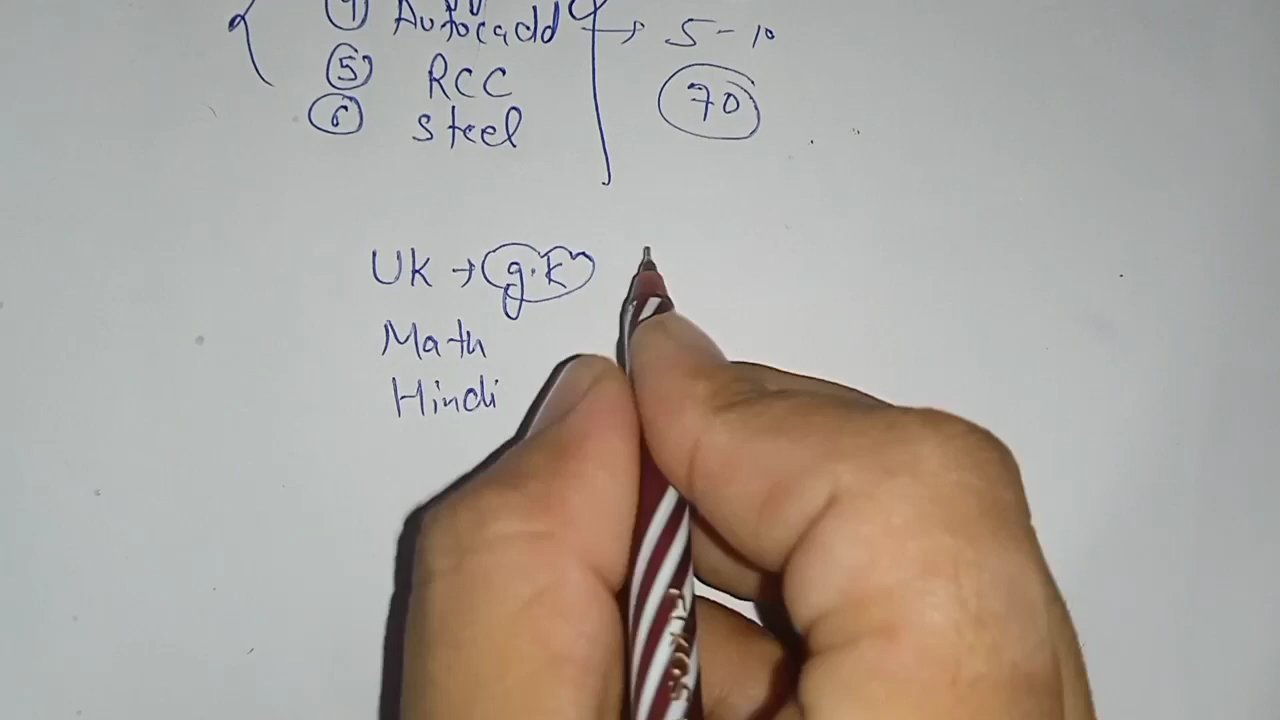 4 Autocadd → 5-10
5 RCC 70
6 Steel
UK → g.k
Math
Hindi